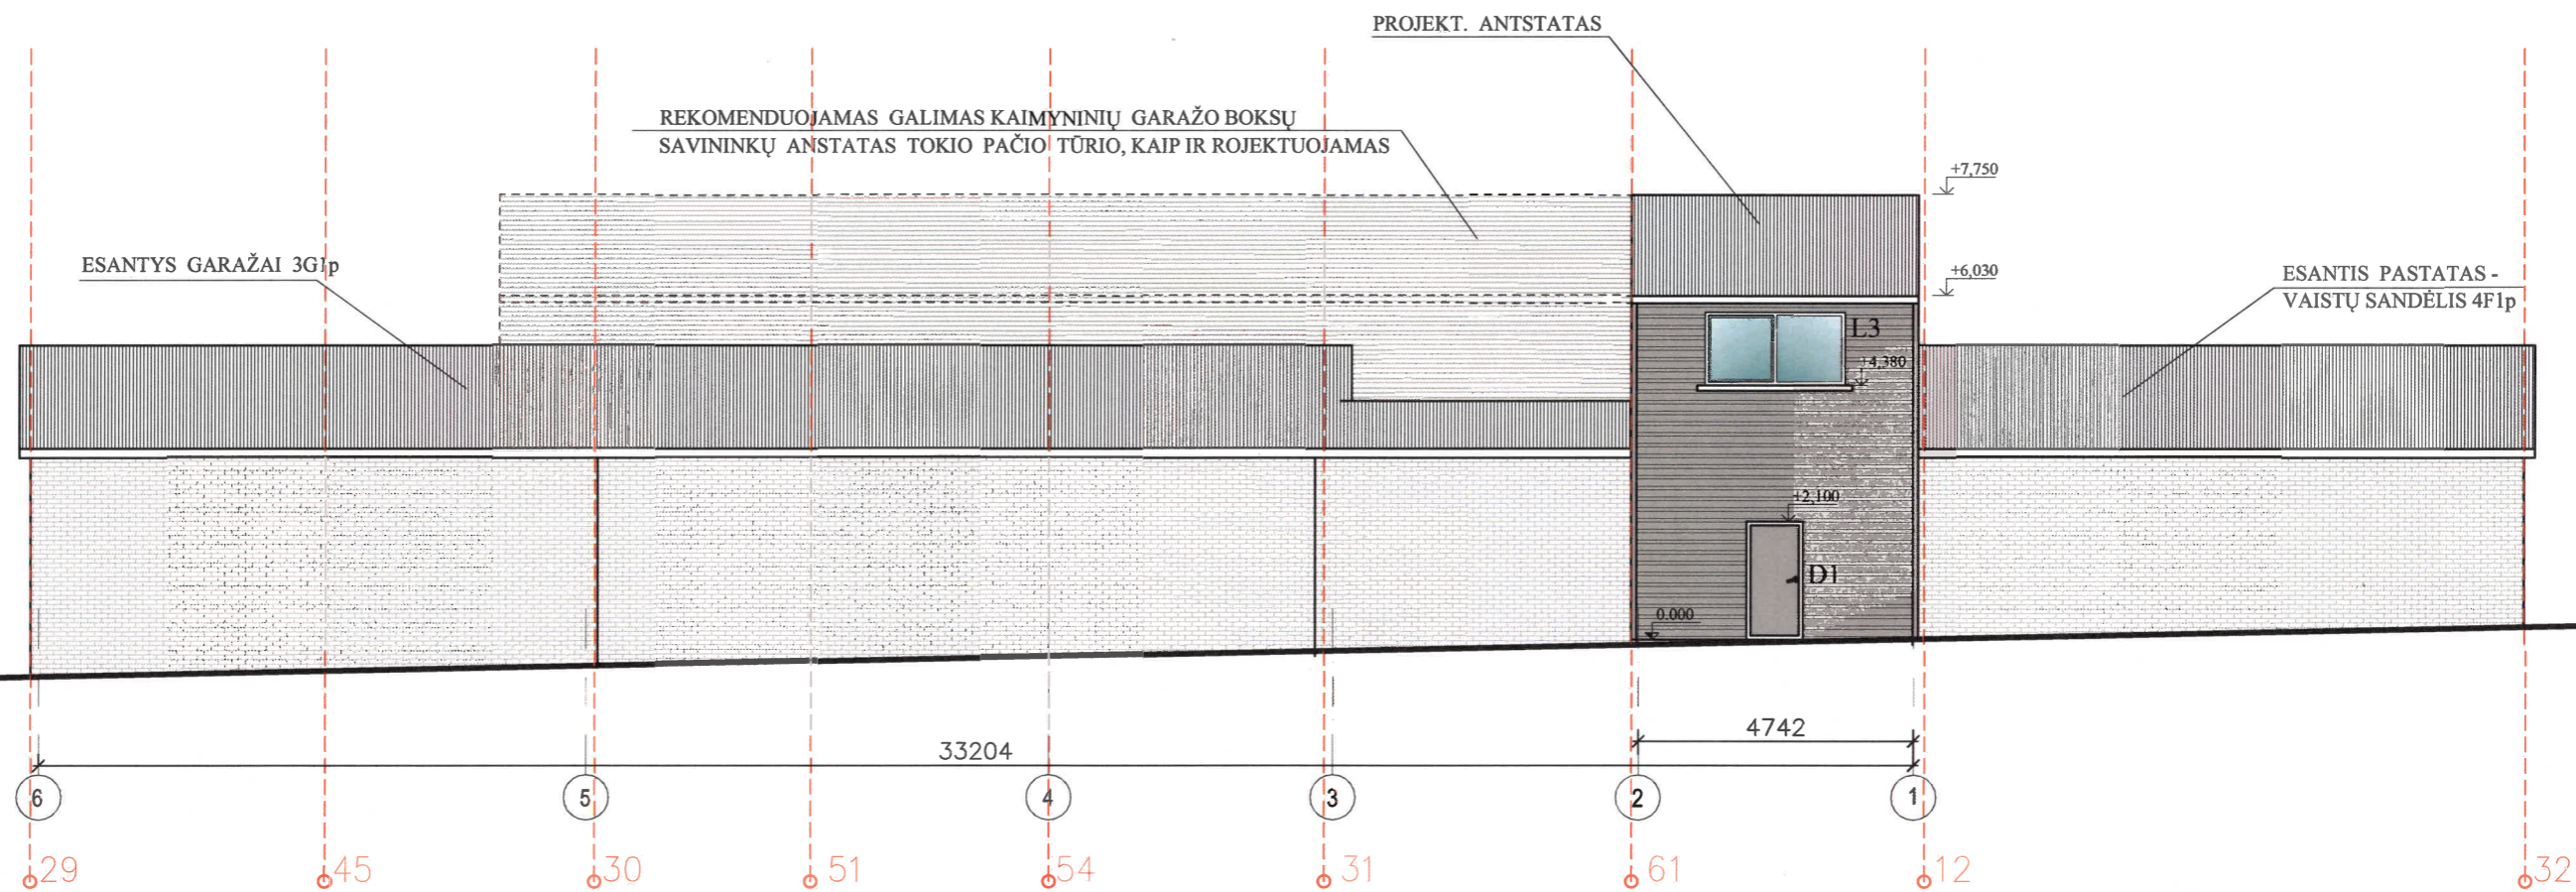 PROJEKT. ANTSTATAS
REKOMENDUOJAMAS GALIMAS KAIMYNINIŲ GARAŽO BOKSŲ
SAVININKŲ ANSTATAS TOKIO PAČIO TŪRIO, KAIP IR ROJEKTUOJAMAS
+7,750
ESANTYS GARAŽAI 3G1p
+6,030
ESANTIS PASTATAS -
VAISTŲ SANDĖLIS 4F1p
L3
+4,380
+2,100
D1
0.000
4742
33204
6 5 4 3 2 1
29 45 30 51 54 31 61 12 32